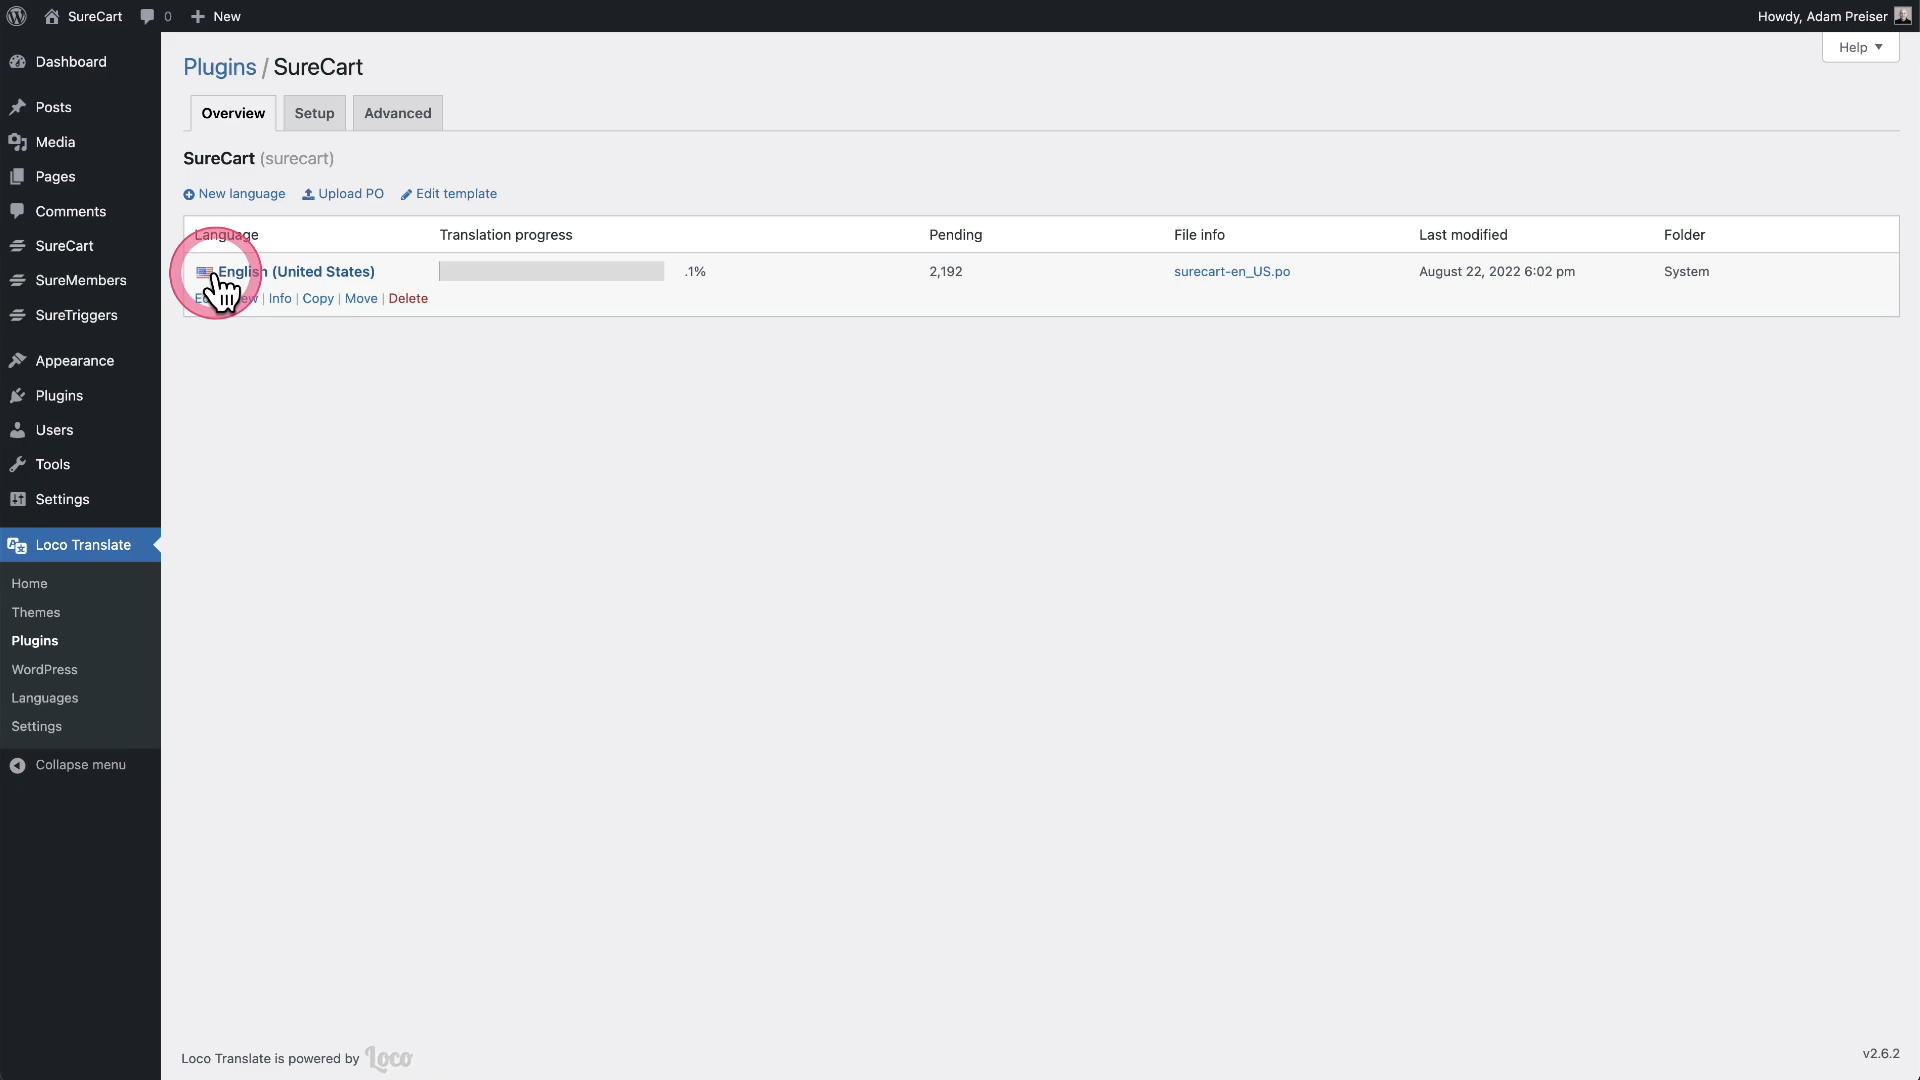 SureCart
0
New
Howdy, Adam Preiser
Help
Dashboard
Posts
Media
Pages
Comments
SureCart
SureMembers
SureTriggers
Appearance
Plugins
Users
Tools
Settings
Loco Translate
Home
Themes
Plugins
WordPress
Languages
Settings
Collapse menu
Plugins / SureCart
Overview
Setup
Advanced
SureCart (surecart)
New language
Upload PO
Edit template
Language
Translation progress
Pending
File info
Last modified
Folder
English (United States)
.1%
2,192
surecart-en_US.po
August 22, 2022 6:02 pm
System
| Info | Copy | Move | Delete
Loco Translate is powered by Loco
v2.6.2